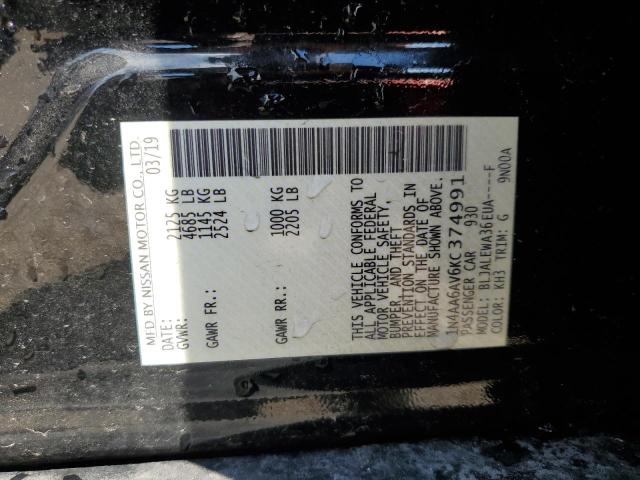 MFD BY NISSAN MOTOR CO., LTD.
DATE: 03/19
GVWR: 2125 KG
4685 LB
GAWR FR.: 1145 KG
2524 LB
GAWR RR.: 1000 KG
2205 LB
THIS VEHICLE CONFORMS TO
ALL APPLICABLE FEDERAL
MOTOR VEHICLE SAFETY,
BUMPER, AND THEFT
PREVENTION STANDARDS IN
EFFECT ON THE DATE OF
MANUFACTURE SHOWN ABOVE.
1N4AA6AV6KC374991
PASSENGER CAR 930
MODEL: BLJALEWA36EUA----F
COLOR: KH3 TRIM: G 9N00A